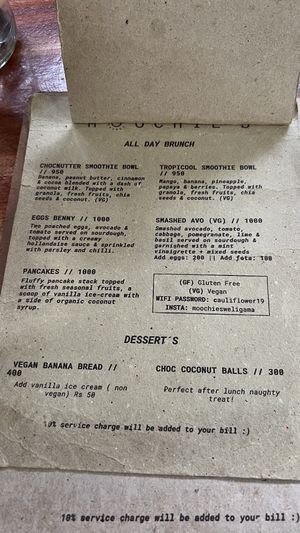 MOOCHIE'S
ALL DAY BRUNCH
CHOCNUTTER SMOOTHIE BOWL
// 950
Banana, peanut butter, cinnamon
& cocoa blended with a dash of
coconut milk. Topped with
granola, fresh fruits, chia
seeds & coconut. (VG)
EGGS BENNY // 1000
Two poached eggs, avocado &
tomato served on sourdough,
topped with a creamy
hollandaise sauce & sprinkled
with parsley and chilli.
PANCAKES // 1000
Fluffy pancake stack topped
with fresh seasonal fruits, a
scoop of vanilla ice-cream with
a side of organic coconut
syrup.
TROPICOOL SMOOTHIE BOWL
// 950
Mango, banana, pineapple,
papaya & berries. Topped with
granola, fresh fruits, chia
seeds & coconut. (VG)
SMASHED AVO (VG) // 1000
Smashed avocado, tomato,
cabbage, pomegranate, lime &
basil served on sourdough &
garnished with a mint
vinaigrette + mixed seeds
Add eggs: 200 || Add feta: 100
(GF) Gluten Free
(VG) Vegan
WIFI PASSWORD: cauliflower19
INSTA: moochiesweligama
DESSERT´S
VEGAN BANANA BREAD //
400
Add vanilla ice cream ( non
vegan) Rs 50
CHOC COCONUT BALLS // 300
Perfect after lunch naughty
treat!
10% service charge will be added to your bill :)
10% service charge will be added to your bill :)